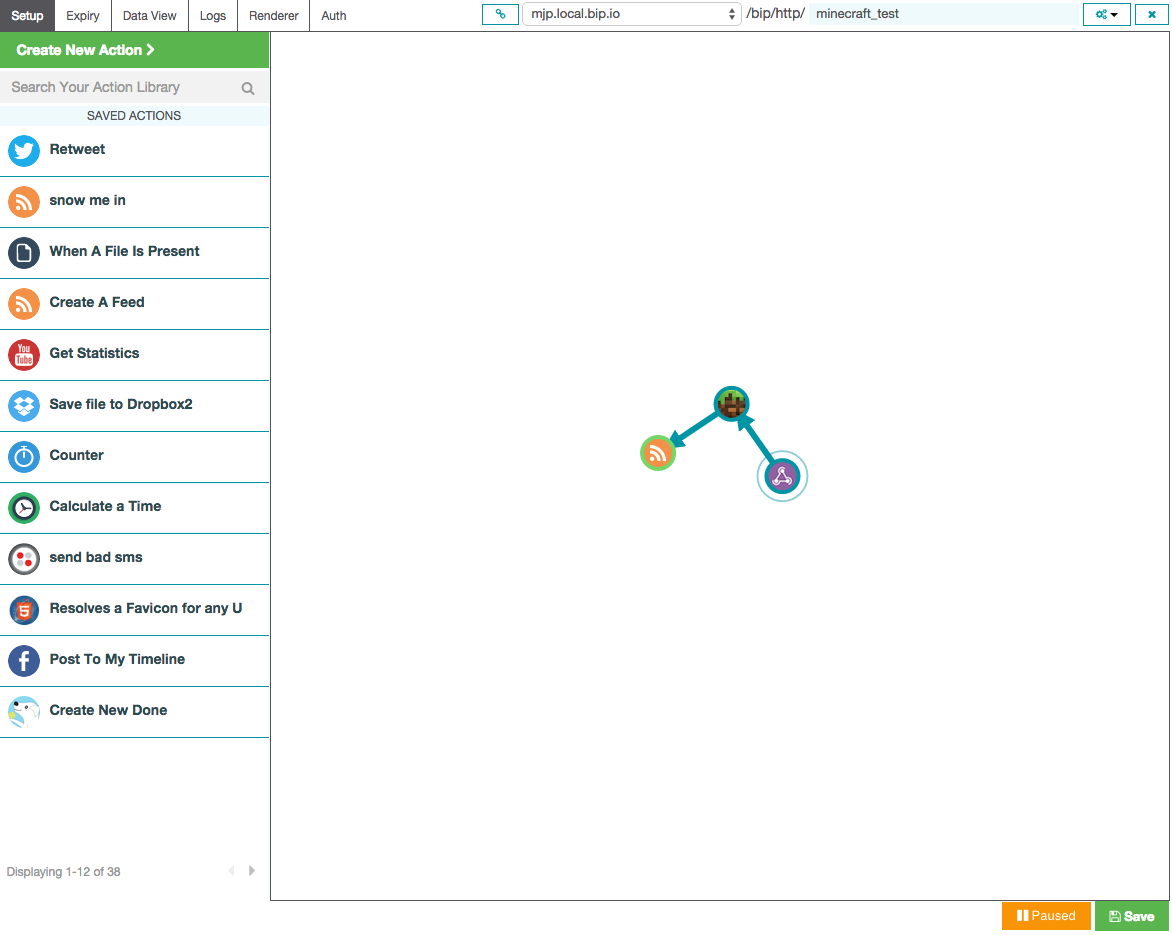 Setup Expiry Data View Logs Renderer Auth mjp.local.bip.io /bip/http/ minecraft_test
Create New Action
Search Your Action Library
SAVED ACTIONS
Retweet
snow me in
When A File Is Present
Create A Feed
You
Tube
Get Statistics
Save file to Dropbox2
Counter
Calculate a Time
send bad sms
5
Resolves a Favicon for any U
f
Post To My Timeline
Create New Done
Displaying 1-12 of 38
Paused Save